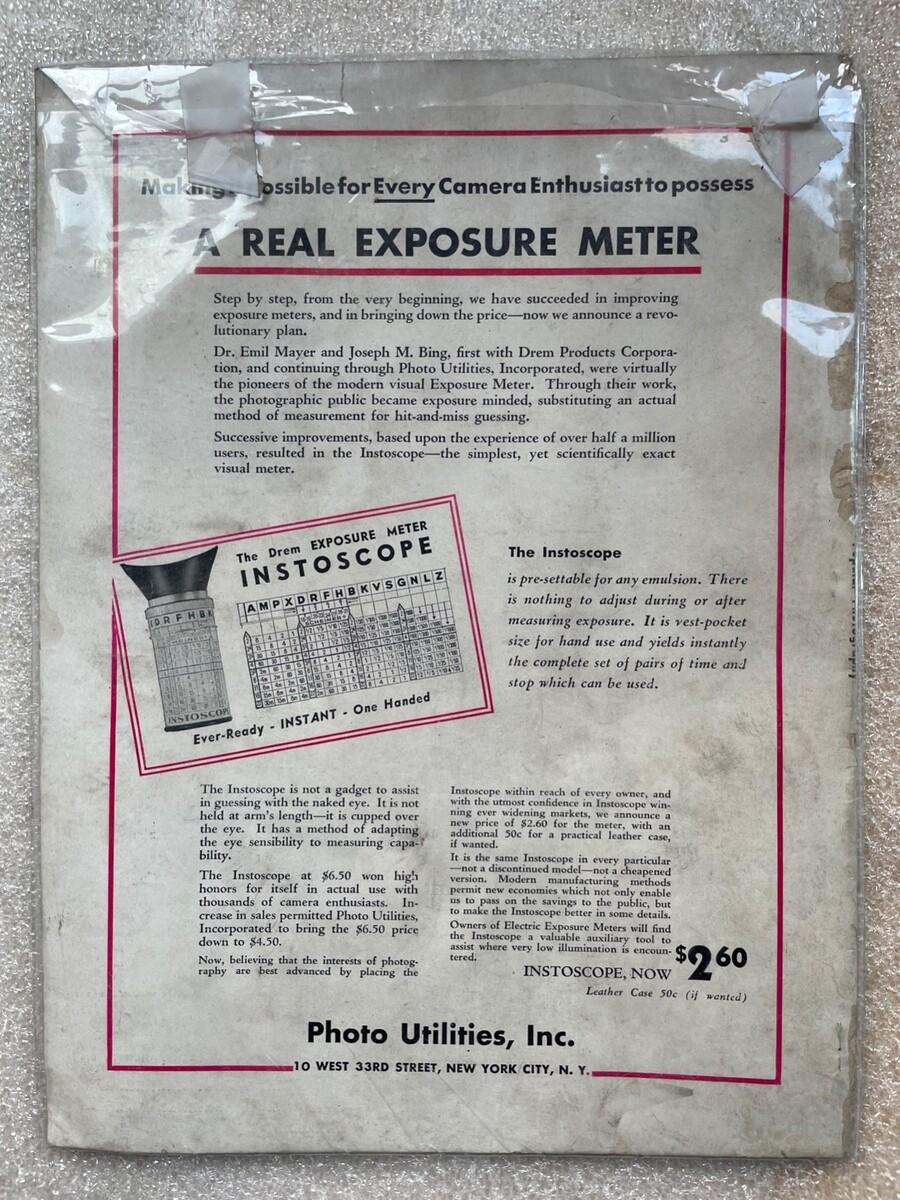 Making possible for Every Camera Enthusiast to possess
A REAL EXPOSURE METER
Step by step, from the very beginning, we have succeeded in improving
exposure meters, and in bringing down the price—now we announce a revo-
lutionary plan.
Dr. Emil Mayer and Joseph M. Bing, first with Drem Products Corpora-
tion, and continuing through Photo Utilities, Incorporated, were virtually
the pioneers of the modern visual Exposure Meter. Through their work,
the photographic public became exposure minded, substituting an actual
method of measurement for hit-and-miss guessing.
Successive improvements, based upon the experience of over half a million
users, resulted in the Instoscope—the simplest, yet scientifically exact
visual meter.
The Drem EXPOSURE METER
INSTOSCOPE
A M P X D R F H B K V S G N L Z
D R F H B
INSTOSCOPE
Ever-Ready - INSTANT - One Handed
The Instoscope
is pre-settable for any emulsion. There
is nothing to adjust during or after
measuring exposure. It is vest-pocket
size for hand use and yields instantly
the complete set of pairs of time and
stop which can be used.
The Instoscope is not a gadget to assist
in guessing with the naked eye. It is not
held at arm's length—it is cupped over
the eye. It has a method of adapting
the eye sensibility to measuring capa-
bility.
The Instoscope at $6.50 won high
honors for itself in actual use with
thousands of camera enthusiasts. In-
crease in sales permitted Photo Utilities,
Incorporated to bring the $6.50 price
down to $4.50.
Now, believing that the interests of photog-
raphy are best advanced by placing the
Instoscope within reach of every owner, and
with the utmost confidence in Instoscope win-
ning ever widening markets, we announce a
new price of $2.60 for the meter, with an
additional 50c for a practical leather case,
if wanted.
It is the same Instoscope in every particular
—not a discontinued model—not a cheapened
version. Modern manufacturing methods
permit new economies which not only enable
us to pass on the savings to the public, but
to make the Instoscope better in some details.
Owners of Electric Exposure Meters will find
the Instoscope a valuable auxiliary tool to
assist where very low illumination is encoun-
tered.
INSTOSCOPE, NOW $2 60
Leather Case 50c (if wanted)
Photo Utilities, Inc.
10 WEST 33RD STREET, NEW YORK CITY, N. Y.